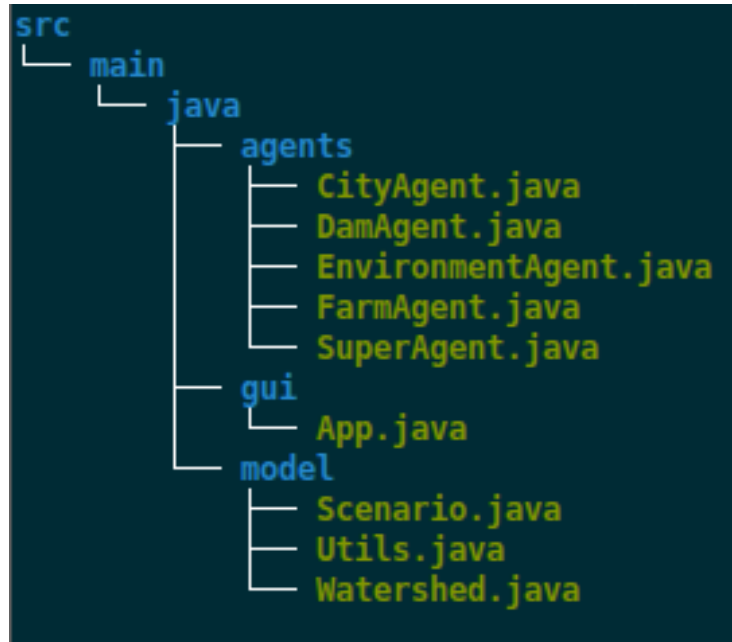 src
main
java
agents
CityAgent.java
DamAgent.java
EnvironmentAgent.java
FarmAgent.java
SuperAgent.java
gui
App.java
model
Scenario.java
Utils.java
Watershed.java